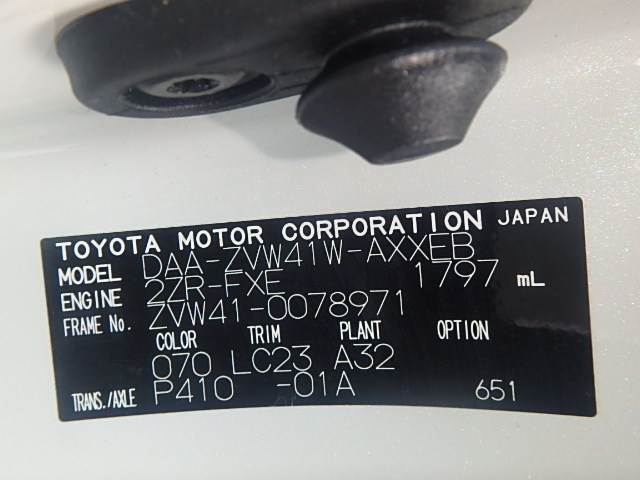 TOYOTA MOTOR CORPORATION JAPAN
MODEL DAA-ZVW41W-AXXEB
ENGINE 2ZR-FXE 1797 mL
FRAME No. ZVW41-0078971
COLOR TRIM PLANT OPTION
070 LC23 A32
TRANS./AXLE P410 -01A 651